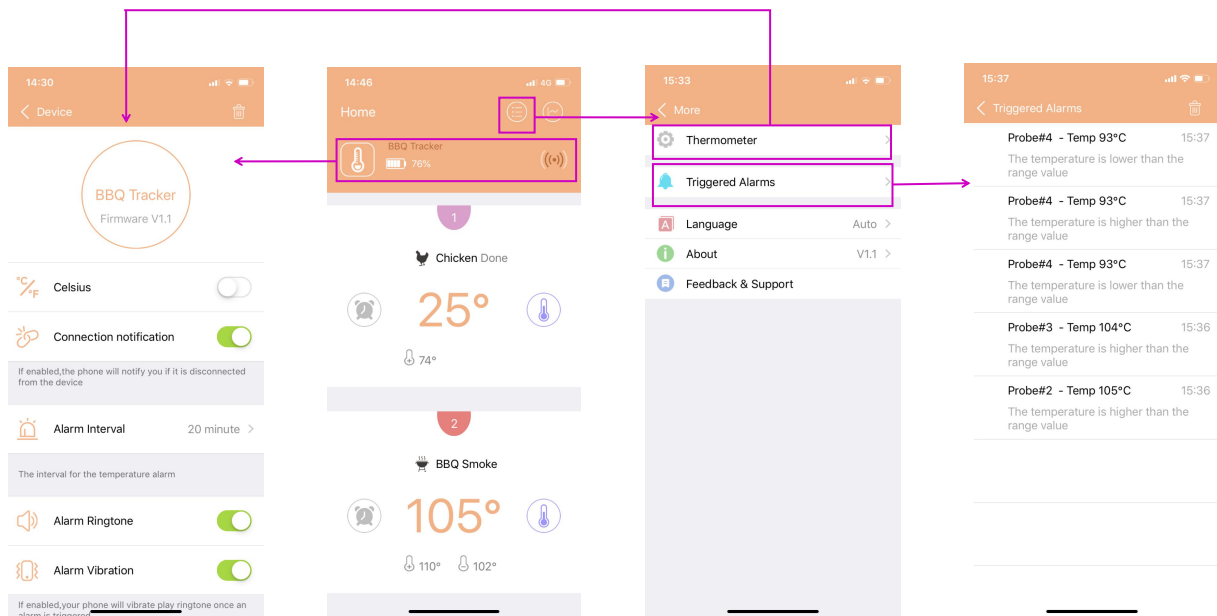 14:30
Device
BBQ Tracker
Firmware V1.1
°C/°F
Celsius
Connection notification
If enabled,the phone will notify you if it is disconnected
from the device
Alarm Interval 20 minute
The interval for the temperature alarm
Alarm Ringtone
Alarm Vibration
If enabled,your phone will vibrate play ringtone once an
alarm is triggered
14:46 4G
Home
BBQ Tracker
76%
1
Chicken Done
25°
74°
2
BBQ Smoke
105°
110° 102°
15:33
More
Thermometer
Triggered Alarms
A Language Auto
i About V1.1
Feedback & Support
15:37
Triggered Alarms
Probe#4 - Temp 93°C 15:37
The temperature is lower than the
range value
Probe#4 - Temp 93°C 15:37
The temperature is higher than the
range value
Probe#4 - Temp 93°C 15:37
The temperature is lower than the
range value
Probe#3 - Temp 104°C 15:36
The temperature is higher than the
range value
Probe#2 - Temp 105°C 15:36
The temperature is higher than the
range value